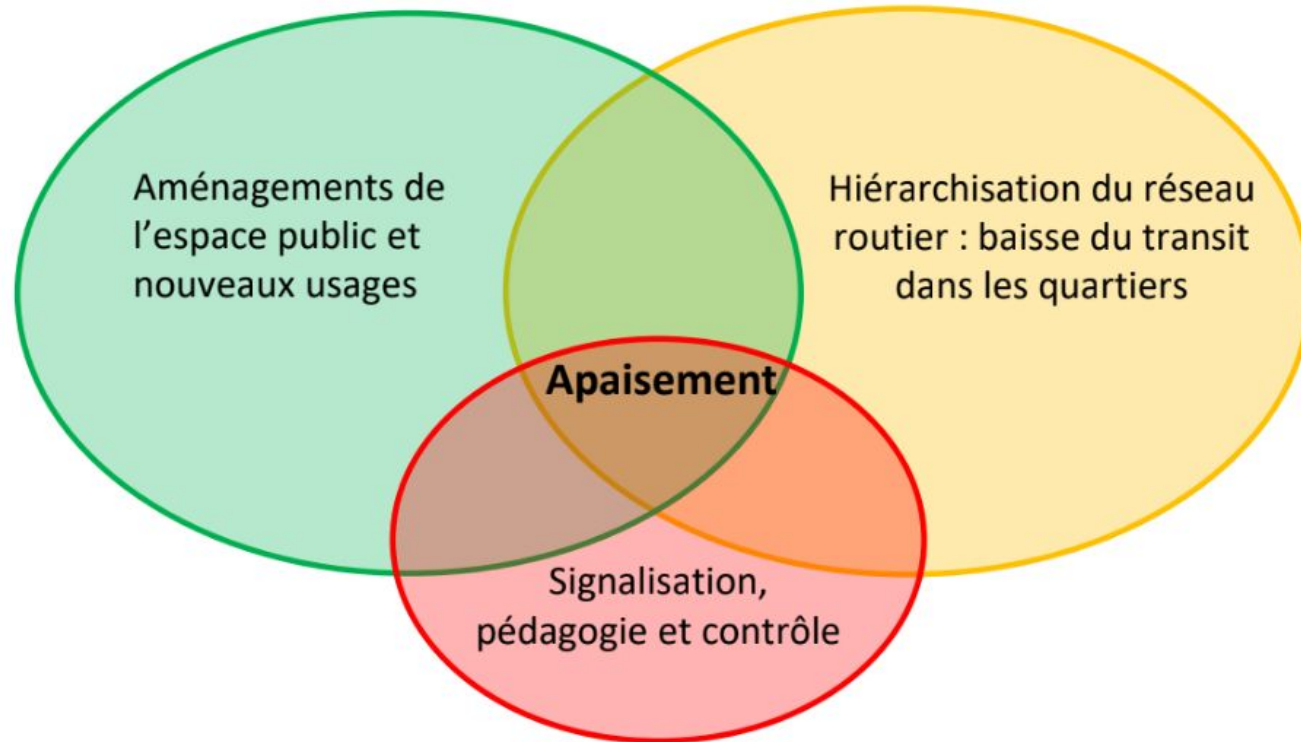 Aménagements de
l’espace public et
nouveaux usages
Hiérarchisation du réseau
routier : baisse du transit
dans les quartiers
Apaisement
Signalisation,
pédagogie et contrôle